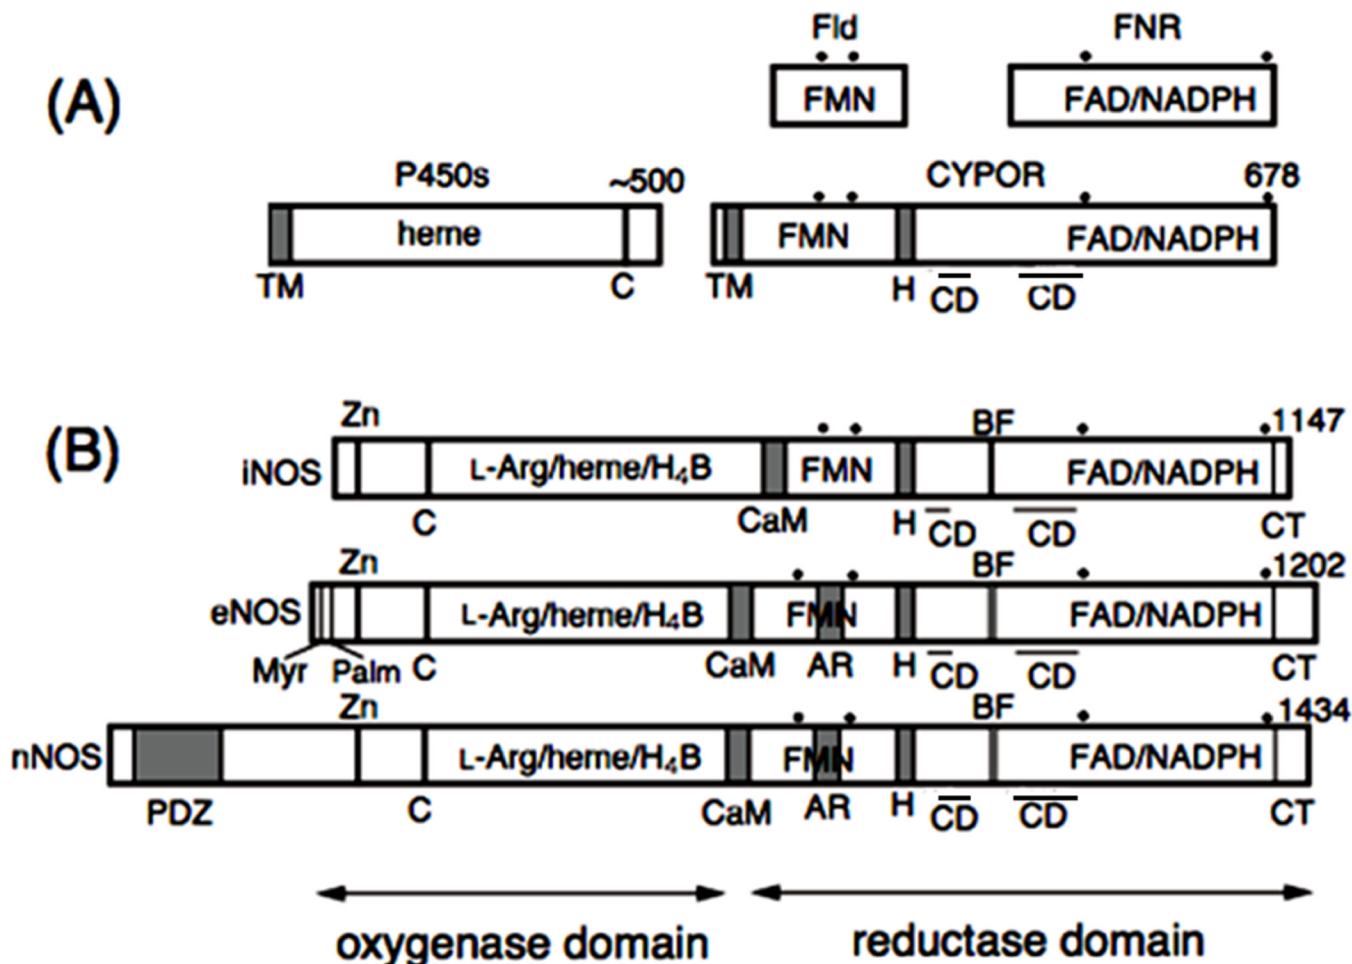 Fld FNR
(A) FMN FAD/NADPH
P450s ~500 CYPOR 678
heme FMN FAD/NADPH
TM C TM H CD CD
Zn BF 1147
(B) iNOS L-Arg/heme/H₄B FMN FAD/NADPH
C CaM H CD CD CT
Zn BF 1202
eNOS L-Arg/heme/H₄B FMN FAD/NADPH
Myr Palm C CaM AR H CD CD CT
Zn BF 1434
nNOS L-Arg/heme/H₄B FMN FAD/NADPH
PDZ C CaM AR H CD CD CT
oxygenase domain reductase domain